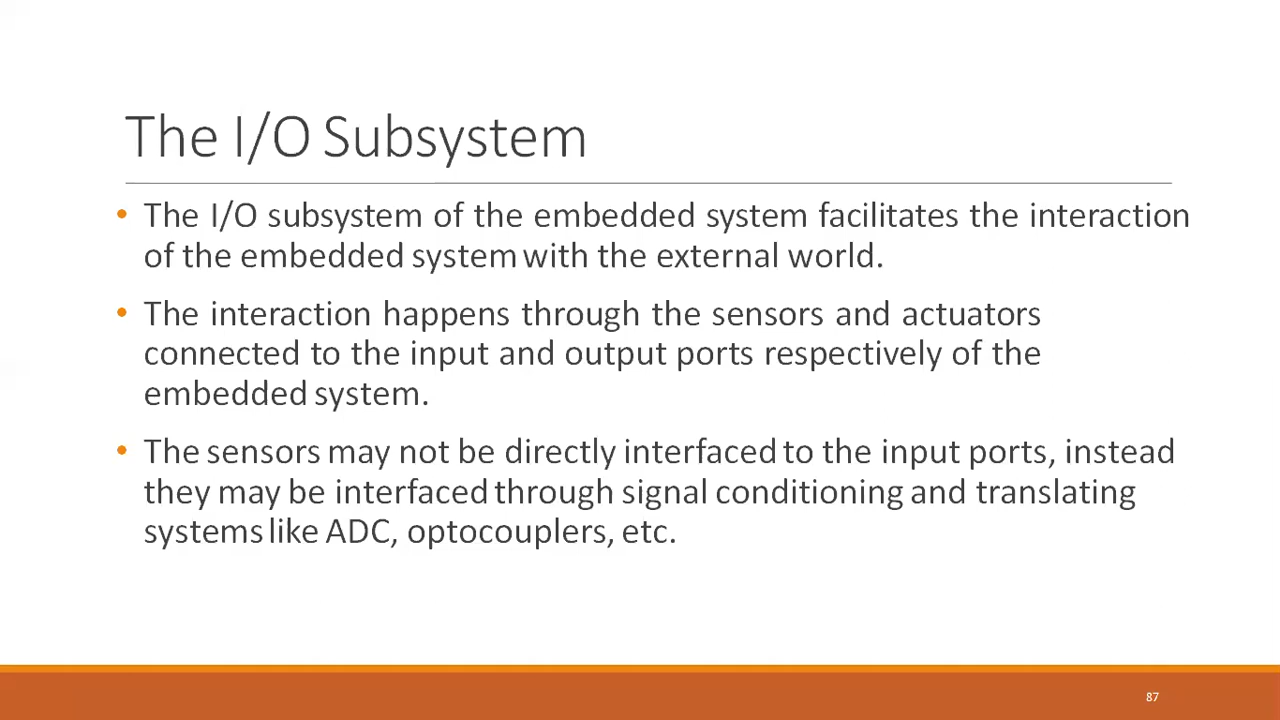 The I/O Subsystem
• The I/O subsystem of the embedded system facilitates the interaction
of the embedded system with the external world.
• The interaction happens through the sensors and actuators
connected to the input and output ports respectively of the
embedded system.
• The sensors may not be directly interfaced to the input ports, instead
they may be interfaced through signal conditioning and translating
systems like ADC, optocouplers, etc.
87